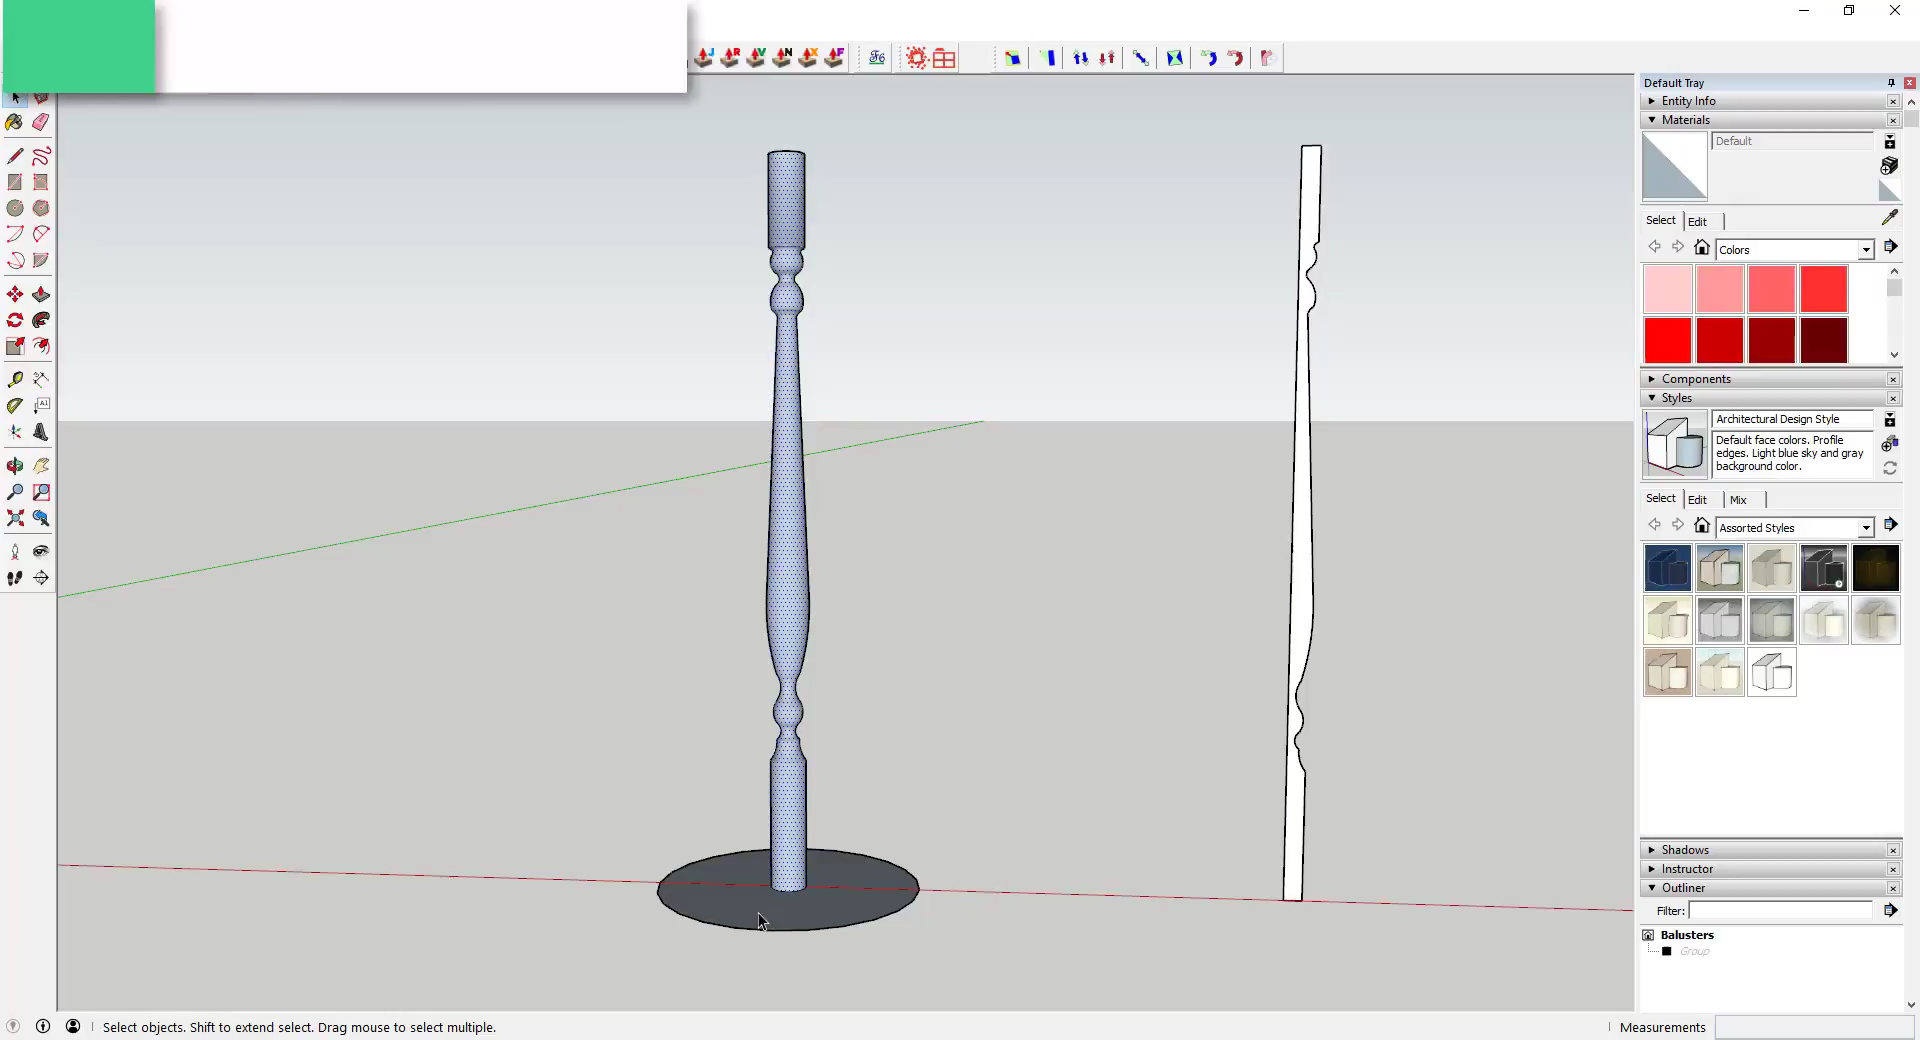 J R V N X F
Default Tray
Entity Info
Materials
Default
Select Edit
Colors
Components
Styles
Architectural Design Style
Default face colors. Profile
edges. Light blue sky and gray
background color.
Select Edit Mix
Assorted Styles
Shadows
Instructor
Outliner
Filter:
Balusters
Group
Select objects. Shift to extend select. Drag mouse to select multiple.
Measurements